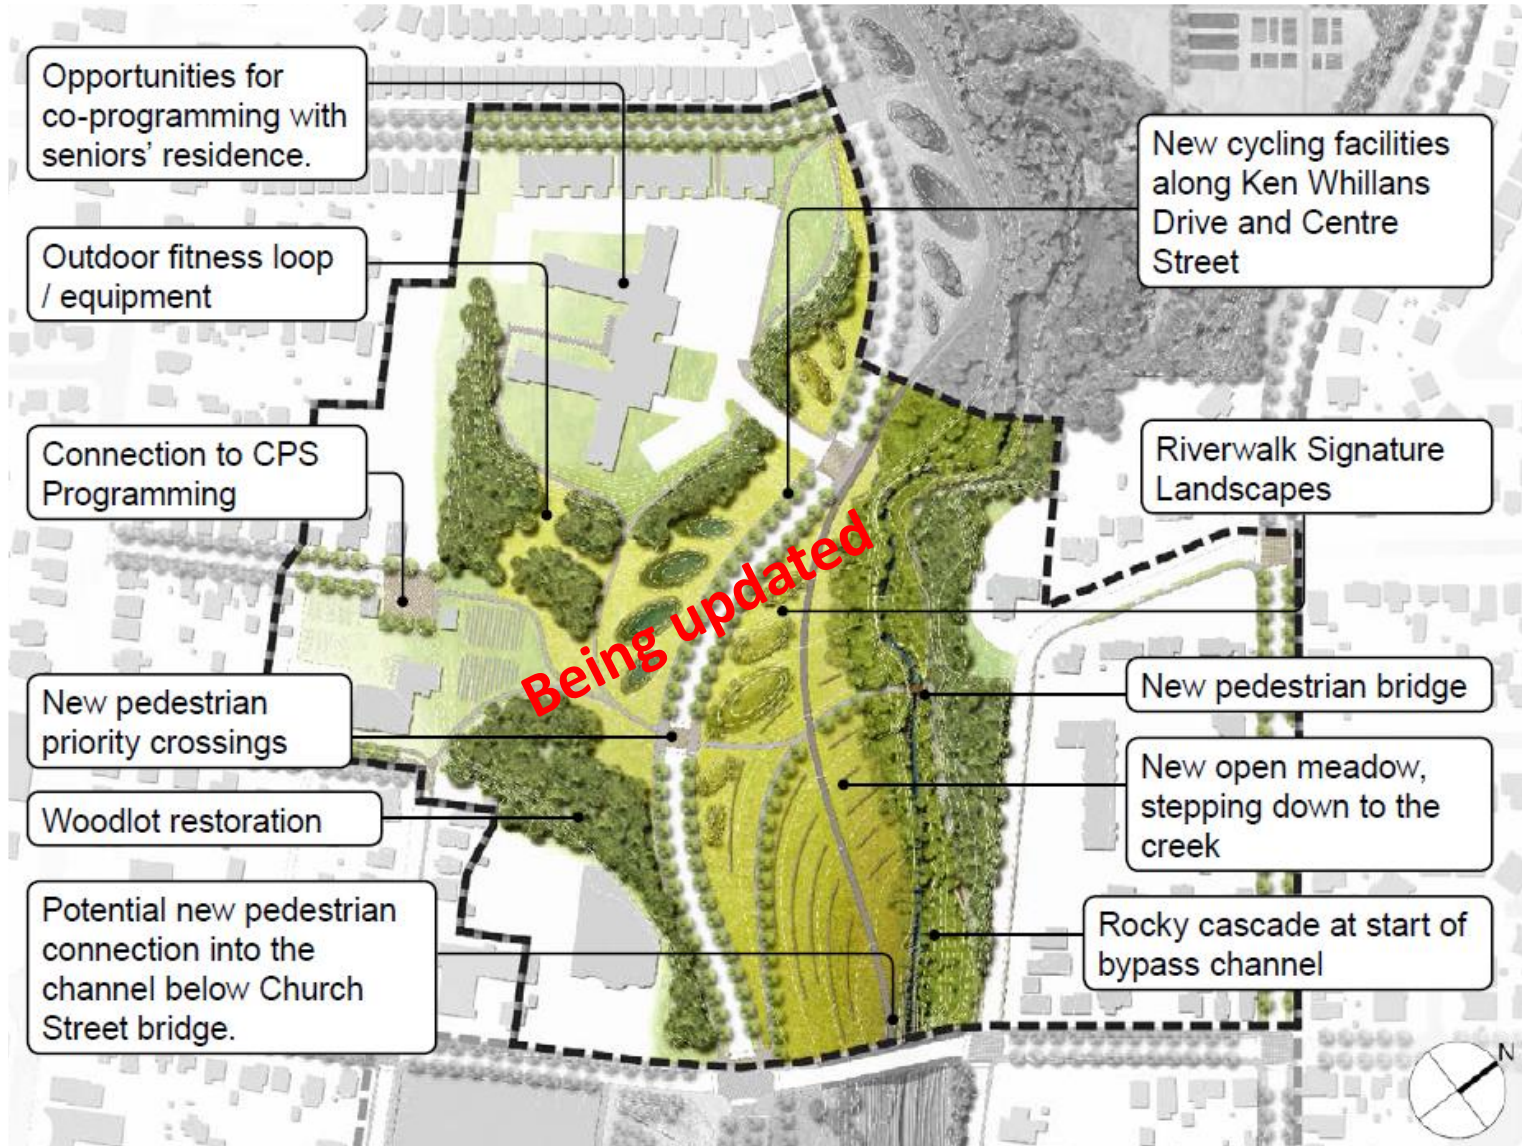 Opportunities for
co-programming with
seniors’ residence.
Outdoor fitness loop
/ equipment
Connection to CPS
Programming
New pedestrian
priority crossings
Woodlot restoration
Potential new pedestrian
connection into the
channel below Church
Street bridge.
Being updated
New cycling facilities
along Ken Whillans
Drive and Centre
Street
Riverwalk Signature
Landscapes
New pedestrian bridge
New open meadow,
stepping down to the
creek
Rocky cascade at start of
bypass channel
N